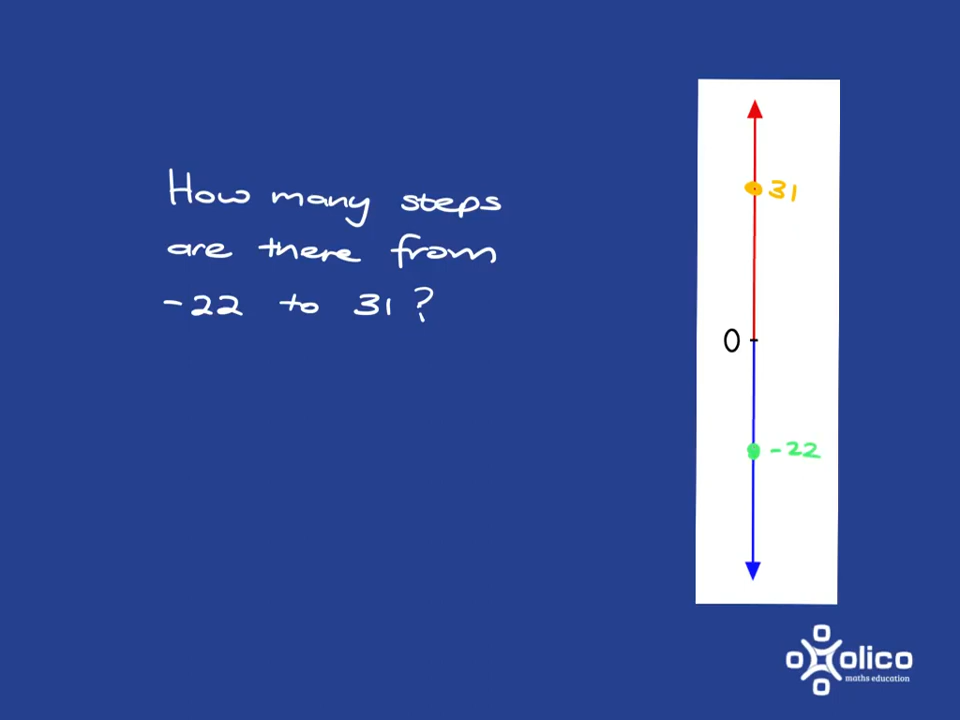 How many steps
are there from
-22 to 31?
31
0
-22
olico
maths education